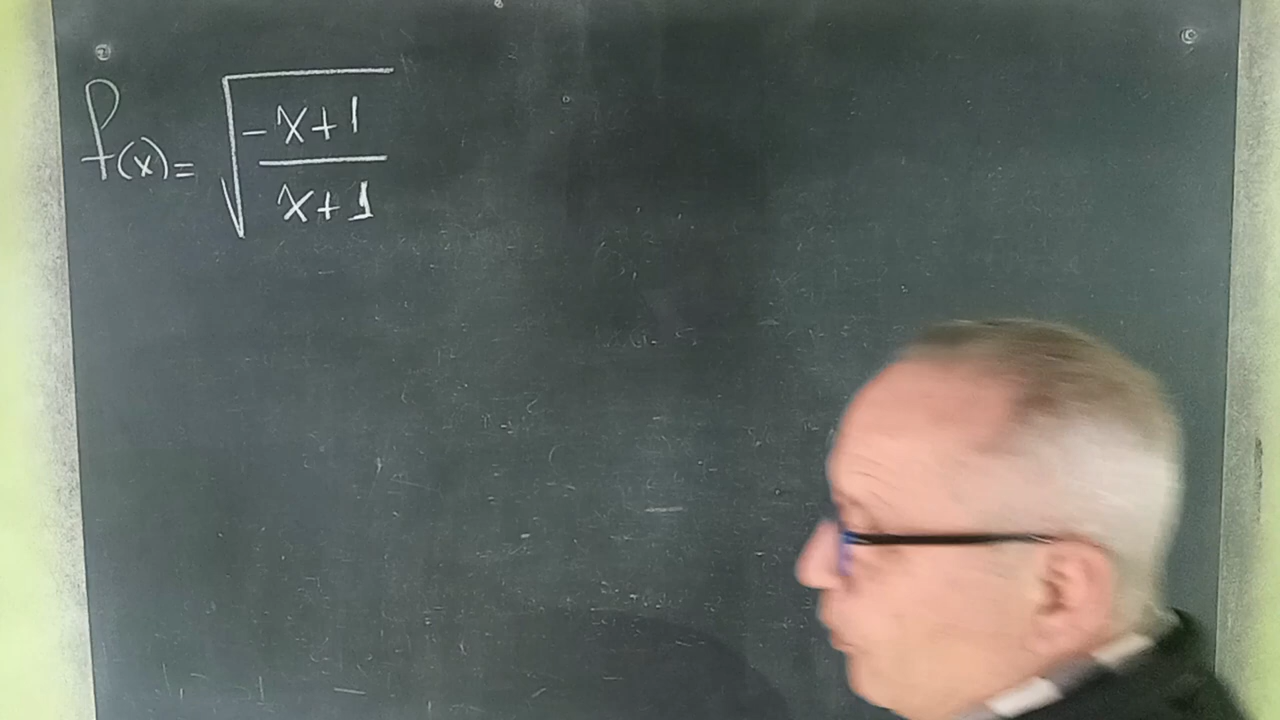 f(x) = √((-x+1)/(x+1))